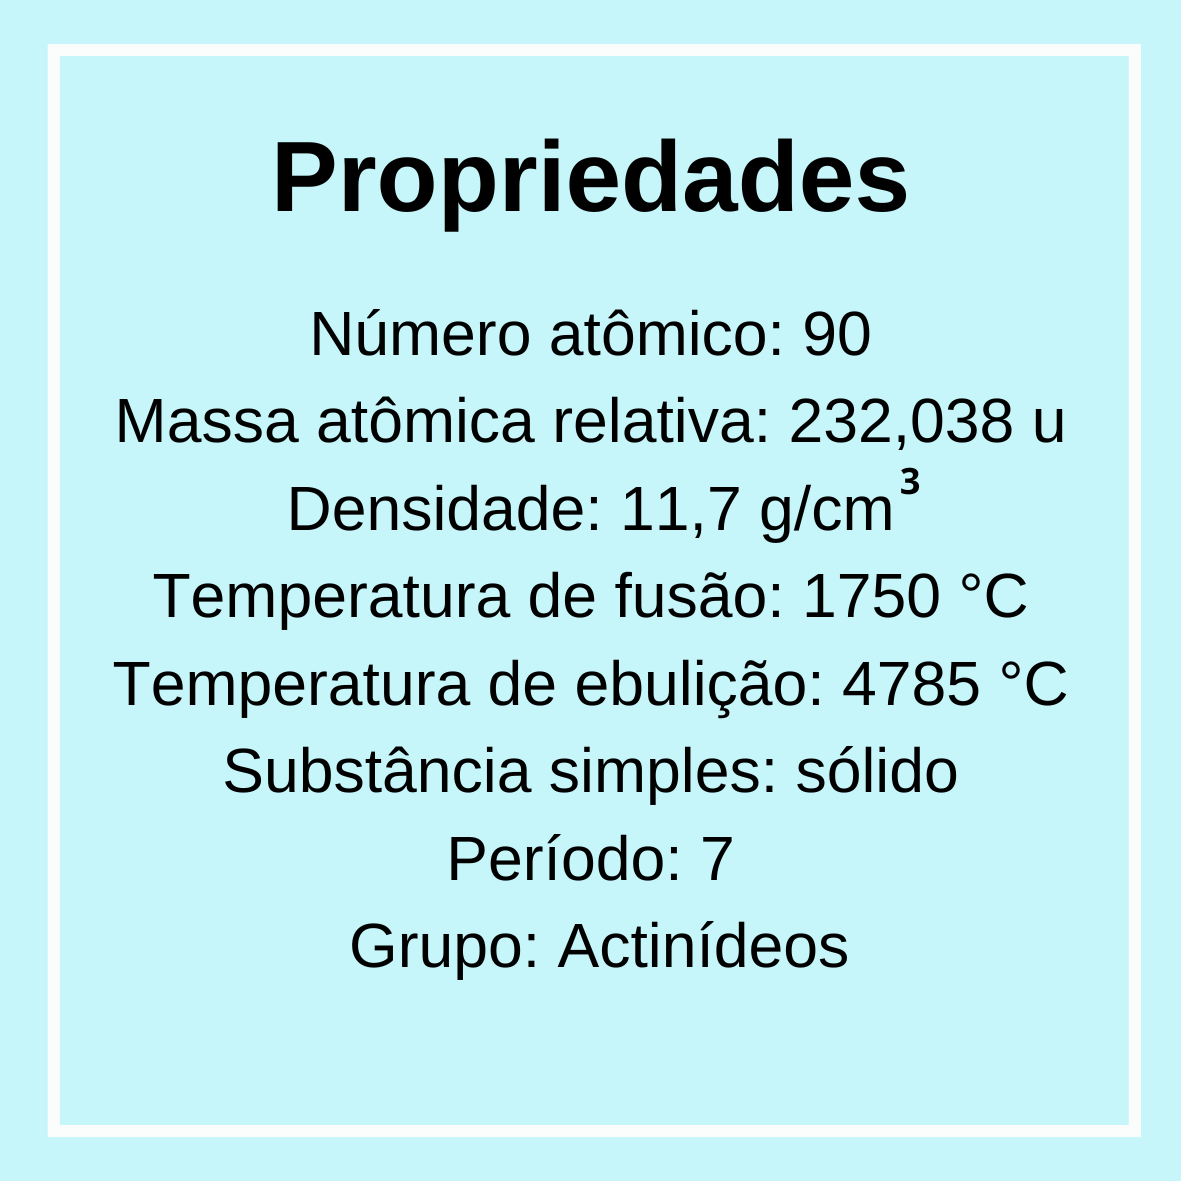 Propriedades
Número atômico: 90
Massa atômica relativa: 232,038 u
Densidade: 11,7 g/cm³
Temperatura de fusão: 1750 °C
Temperatura de ebulição: 4785 °C
Substância simples: sólido
Período: 7
Grupo: Actinídeos